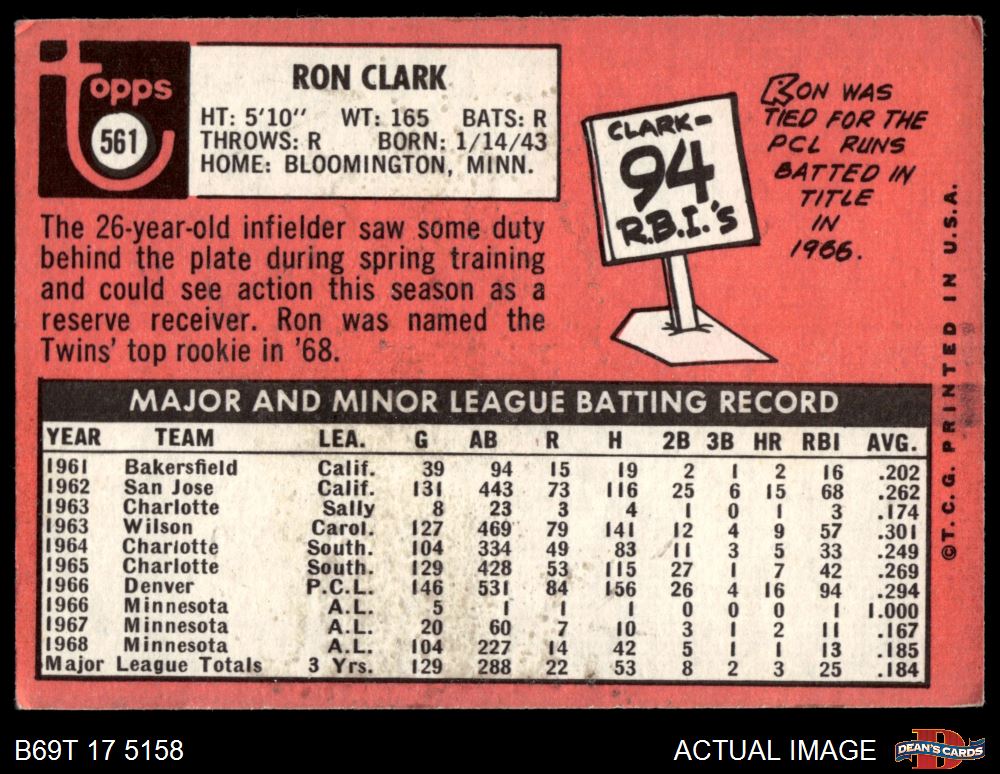 topps
561
RON CLARK
HT: 5'10" WT: 165 BATS: R
THROWS: R BORN: 1/14/43
HOME: BLOOMINGTON, MINN.
The 26-year-old infielder saw some duty
behind the plate during spring training
and could see action this season as a
reserve receiver. Ron was named the
Twins' top rookie in '68.
CLARK-
94
R.B.I.'S
RON WAS
TIED FOR THE
PCL RUNS
BATTED IN
TITLE
IN
1966.
©T.C.G. PRINTED IN U.S.A.
MAJOR AND MINOR LEAGUE BATTING RECORD
YEAR TEAM LEA. G AB R H 2B 3B HR RBI AVG.
1961 Bakersfield Calif. 39 94 15 19 2 1 2 16 .202
1962 San Jose Calif. 131 443 73 116 25 6 15 68 .262
1963 Charlotte Sally 8 23 3 4 1 0 1 3 .174
1963 Wilson Carol. 127 469 79 141 12 4 9 57 .301
1964 Charlotte South. 104 334 49 83 11 3 5 33 .249
1965 Charlotte South. 129 428 53 115 27 1 7 42 .269
1966 Denver P.C.L. 146 531 84 156 26 4 16 94 .294
1966 Minnesota A.L. 5 1 1 1 0 0 0 1 1.000
1967 Minnesota A.L. 20 60 7 10 3 1 2 11 .167
1968 Minnesota A.L. 104 227 14 42 5 1 1 13 .185
Major League Totals 3 Yrs. 129 288 22 53 8 2 3 25 .184
B69T 17 5158
ACTUAL IMAGE
DEAN'S CARDS